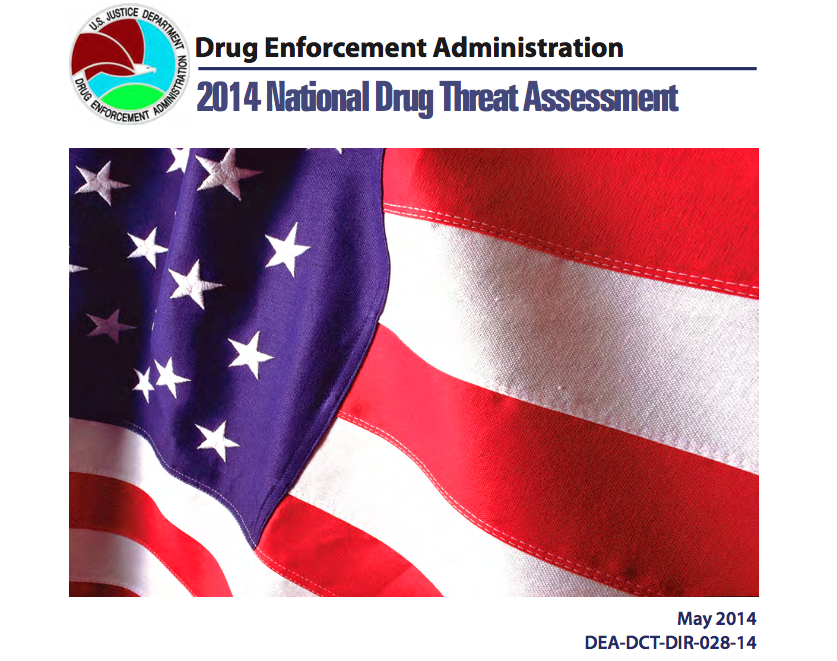 U.S. JUSTICE DEPARTMENT
DRUG ENFORCEMENT ADMINISTRATION
Drug Enforcement Administration
2014 National Drug Threat Assessment
May 2014
DEA-DCT-DIR-028-14